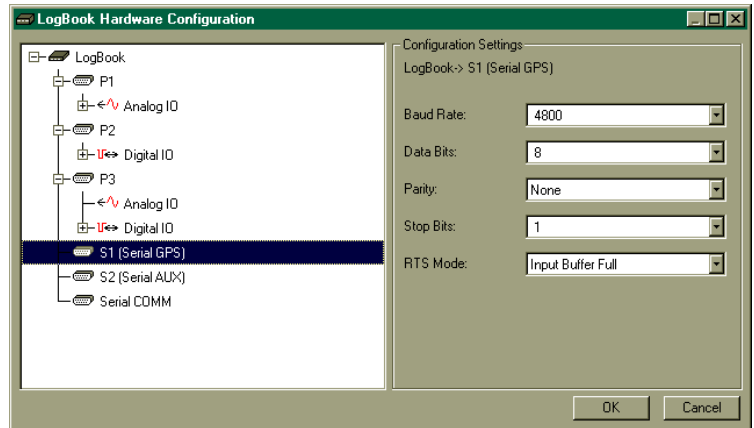 LogBook Hardware Configuration
LogBook
P1
Analog IO
P2
Digital IO
P3
Analog IO
Digital IO
S1 (Serial GPS)
S2 (Serial AUX)
Serial COMM
Configuration Settings
LogBook-> S1 (Serial GPS)
Baud Rate: 4800
Data Bits: 8
Parity: None
Stop Bits: 1
RTS Mode: Input Buffer Full
OK Cancel